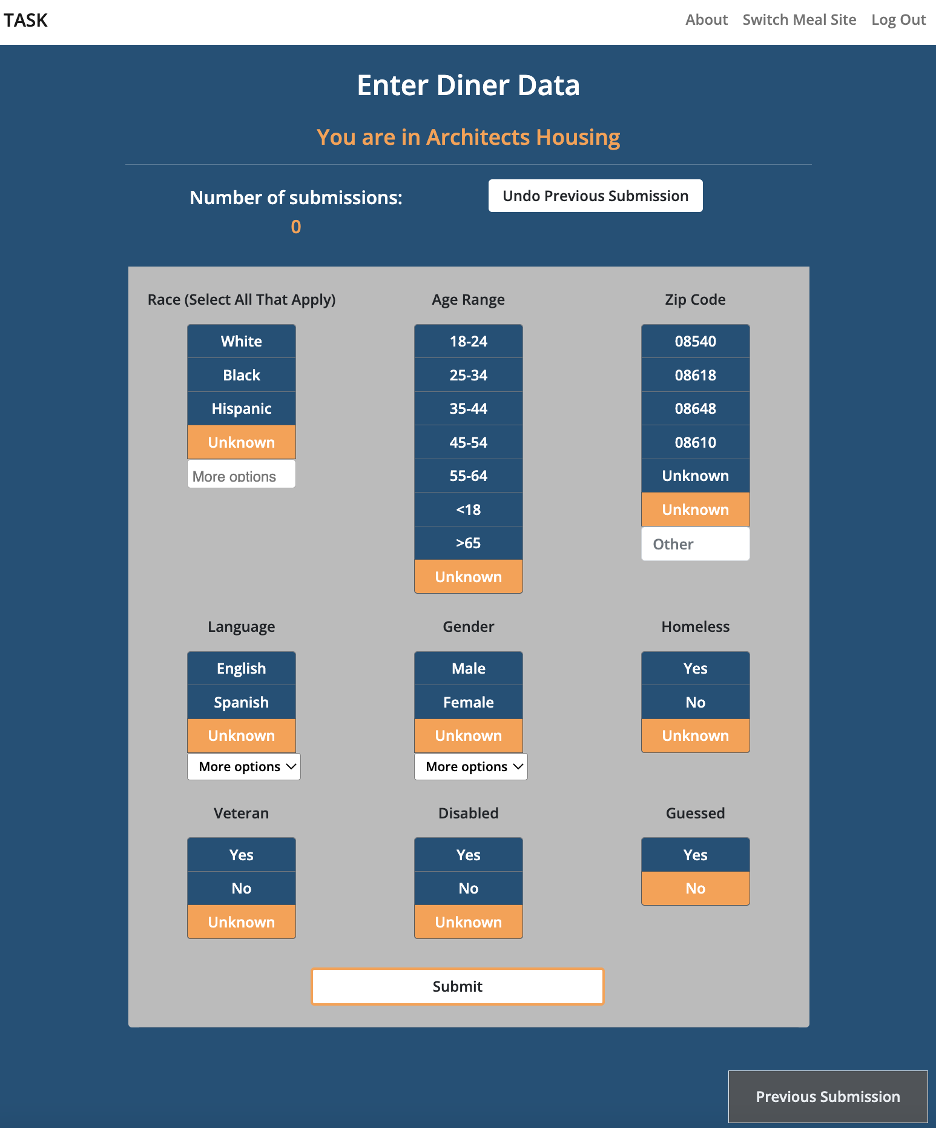 TASK
About Switch Meal Site Log Out
Enter Diner Data
You are in Architects Housing
Number of submissions:
0
Undo Previous Submission
Race (Select All That Apply)
White
Black
Hispanic
Unknown
More options
Age Range
18-24
25-34
35-44
45-54
55-64
<18
>65
Unknown
Zip Code
08540
08618
08648
08610
Unknown
Unknown
Other
Language
English
Spanish
Unknown
More options
Gender
Male
Female
Unknown
More options
Homeless
Yes
No
Unknown
Veteran
Yes
No
Unknown
Disabled
Yes
No
Unknown
Guessed
Yes
No
Submit
Previous Submission